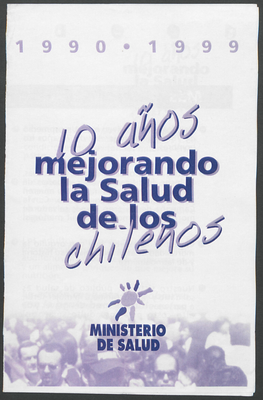 1990 • 1999
10 años
mejorando
la Salud
de los
chilenos
MINISTERIO
DE SALUD